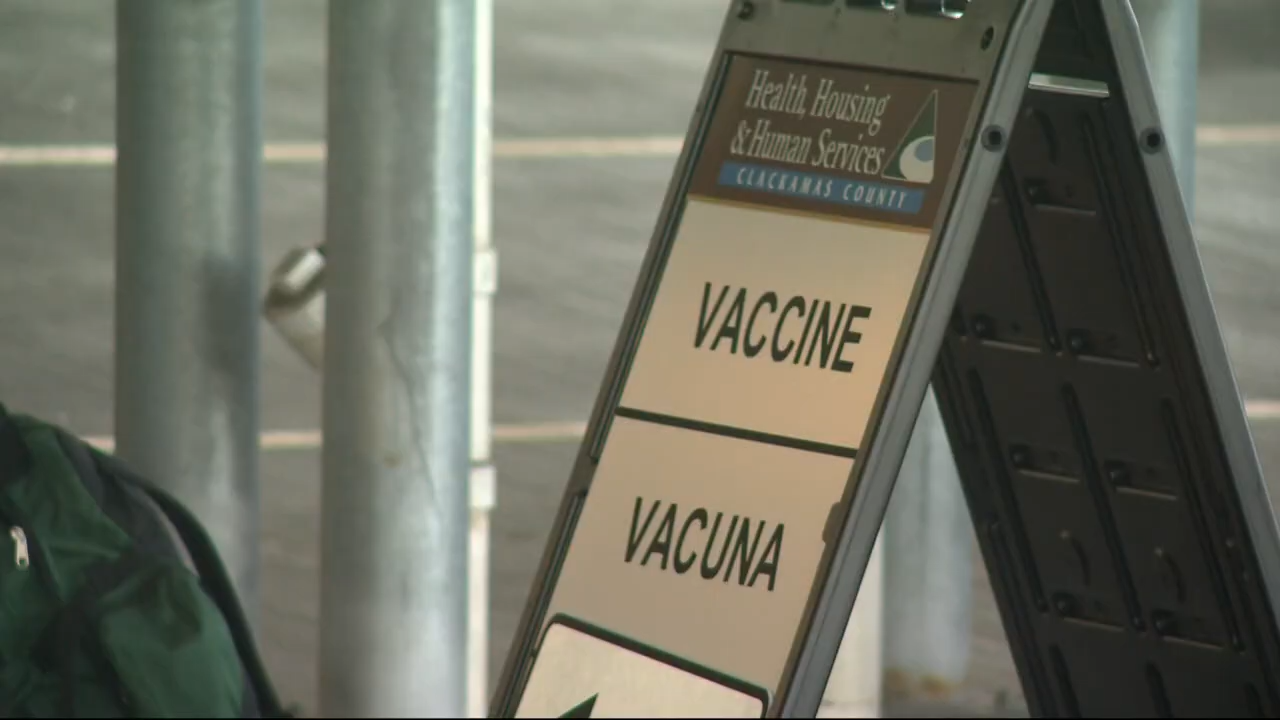 Health, Housing
& Human Services
CLACKAMAS COUNTY
VACCINE
VACUNA